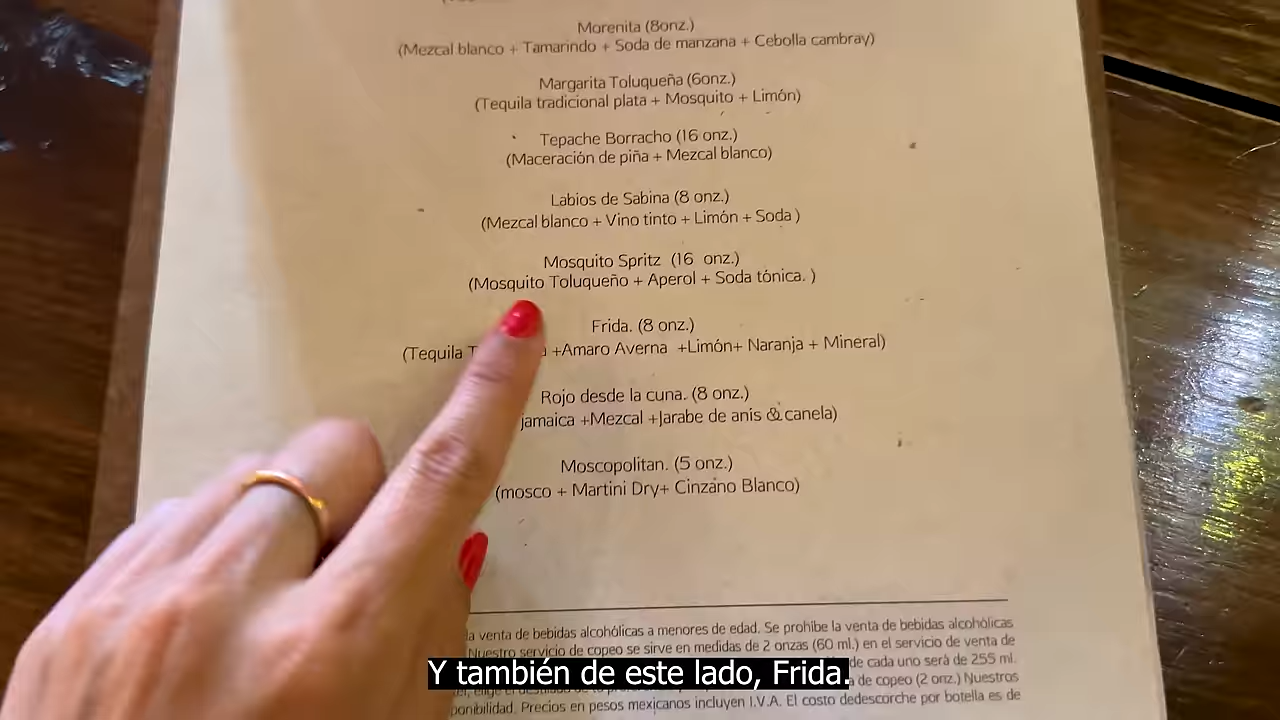 Morenita (8onz.)
(Mezcal blanco + Tamarindo + Soda de manzana + Cebolla cambray)
Margarita Toluqueña (6onz.)
(Tequila tradicional plata + Mosquito + Limón)
Tepache Borracho (16 onz.)
(Maceración de piña + Mezcal blanco)
Labios de Sabina (8 onz.)
(Mezcal blanco + Vino tinto + Limón + Soda )
Mosquito Spritz (16 onz.)
(Mosquito Toluqueño + Aperol + Soda tónica. )
Frida. (8 onz.)
(Tequila +Amaro Averna +Limón+ Naranja + Mineral)
Rojo desde la cuna. (8 onz.)
jamaica +Mezcal +Jarabe de anis & canela)
Moscopolitan. (5 onz.)
(mosco + Martini Dry+ Cinzano Blanco)
la venta de bebidas alcohólicas a menores de edad. Se prohibe la venta de bebidas alcohólicas
Nuestro servicio de copeo se sirve en medidas de 2 onzas (60 ml.) en el servicio de venta de
de cada uno será de 255 ml.
de copeo (2 onz.) Nuestros
Precios en pesos mexicanos incluyen I.V.A. El costo dedescorche por botella es de
Y también de este lado, Frida.